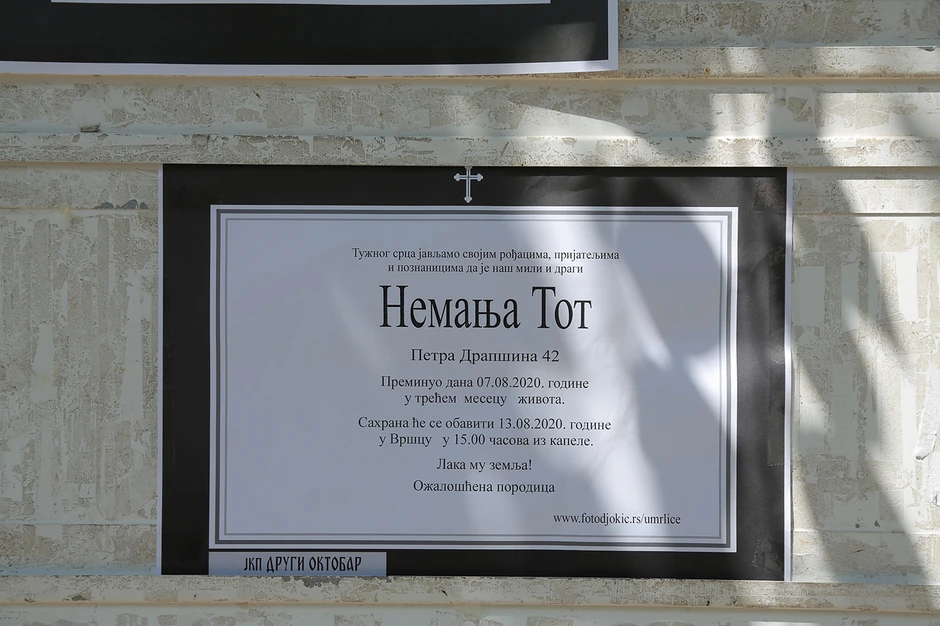 Тужног срца јављамо својим рођацима, пријатељима
и познаницима да је наш мили и драги
Немања Тот
Петра Драпшина 42
Преминуо дана 07.08.2020. године
у трећем месецу живота.
Сахрана ће се обавити 13.08.2020. године
у Вршцу у 15.00 часова из капеле.
Лака му земља!
Ожалошћена породица
www.fotodjokic.rs/umrlice
ЈКП ДРУГИ ОКТОБАР